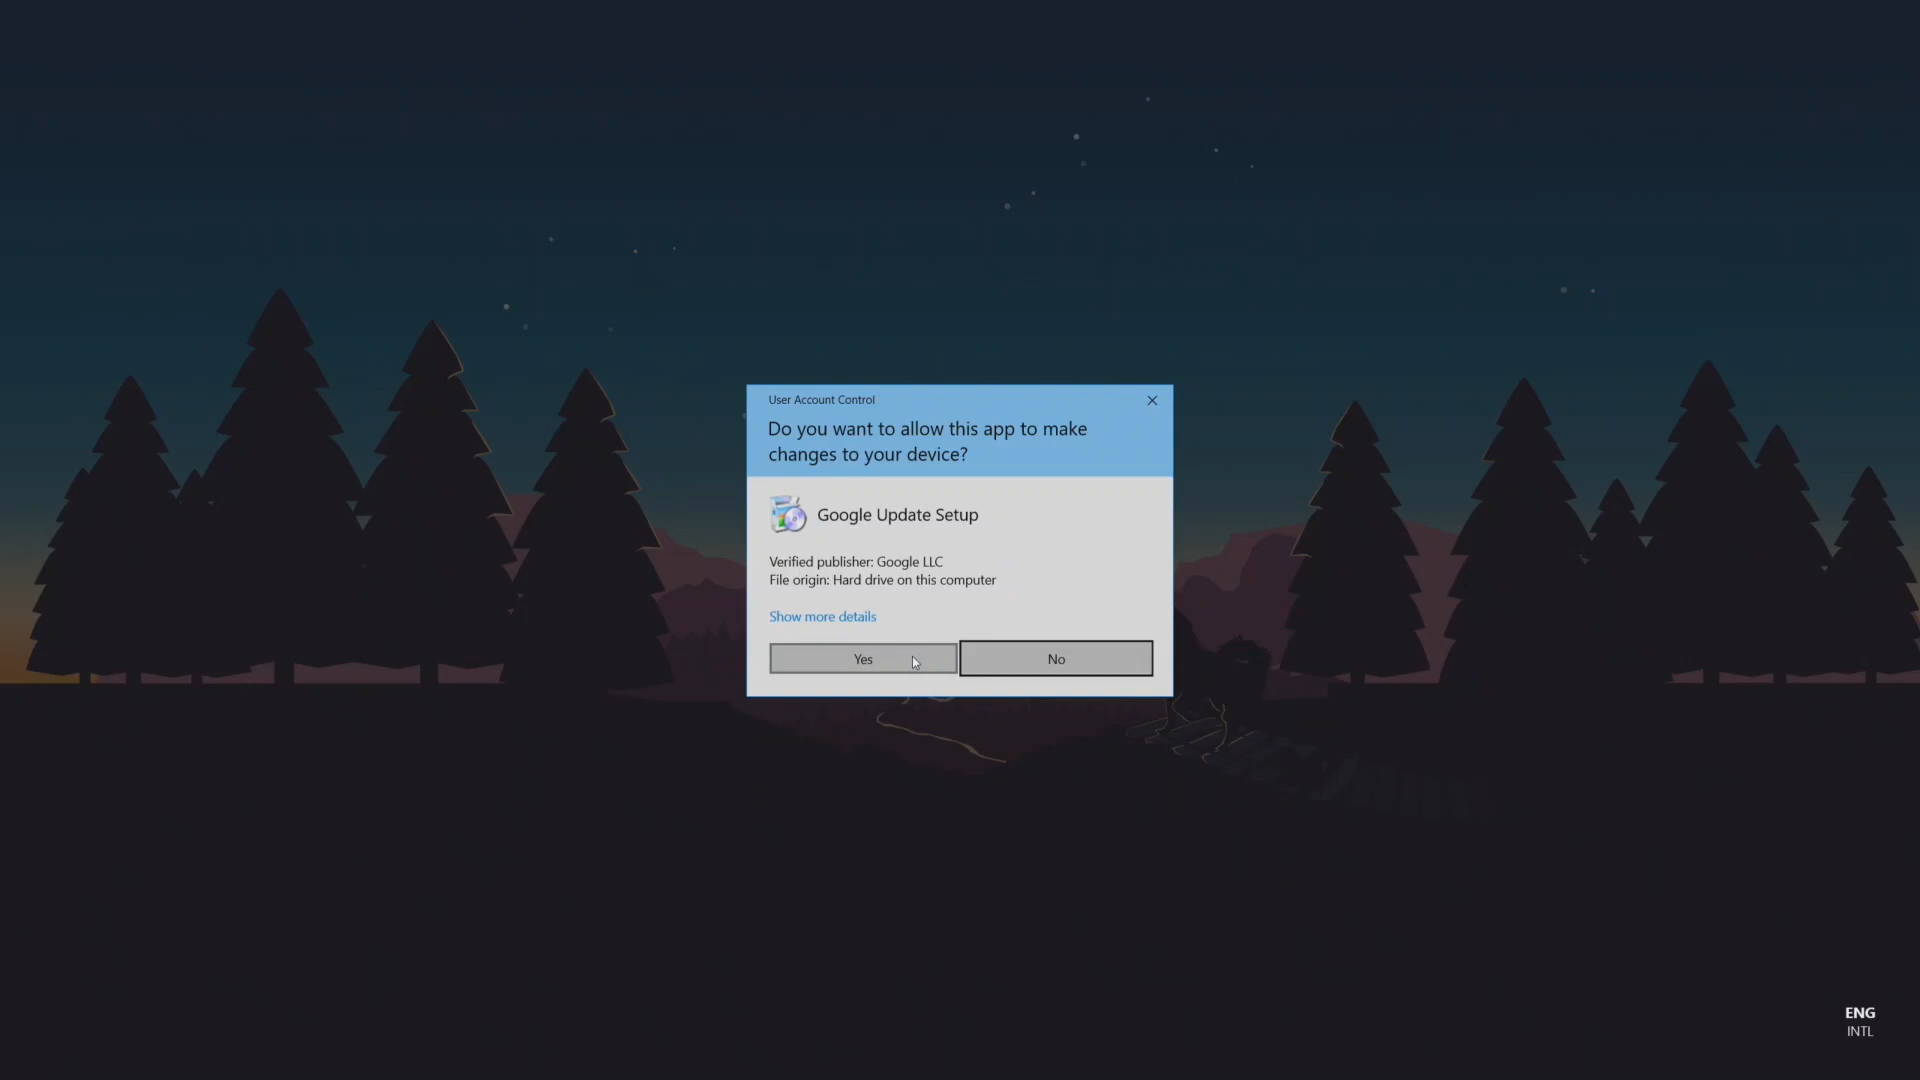 User Account Control
Do you want to allow this app to make
changes to your device?
Google Update Setup
Verified publisher: Google LLC
File origin: Hard drive on this computer
Show more details
Yes
No
ENG
INTL